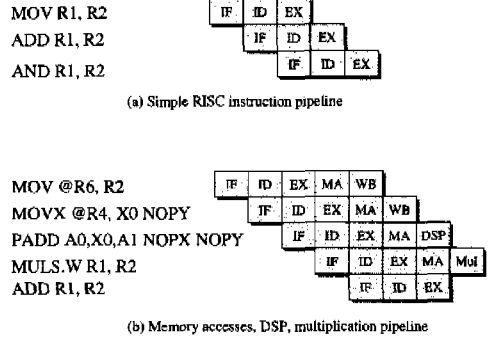 MOV R1, R2 IF ID EX
ADD R1, R2 IF ID EX
AND R1, R2 IF ID EX
(a) Simple RISC instruction pipeline
MOV @R6, R2 IF ID EX MA WB
MOVX @R4, X0 NOPY IF ID EX MA WB
PADD A0,X0,A1 NOPX NOPY IF ID EX MA DSP
MULS.W R1, R2 IF ID EX MA Mul
ADD R1, R2 IF ID EX
(b) Memory accesses, DSP, multiplication pipeline